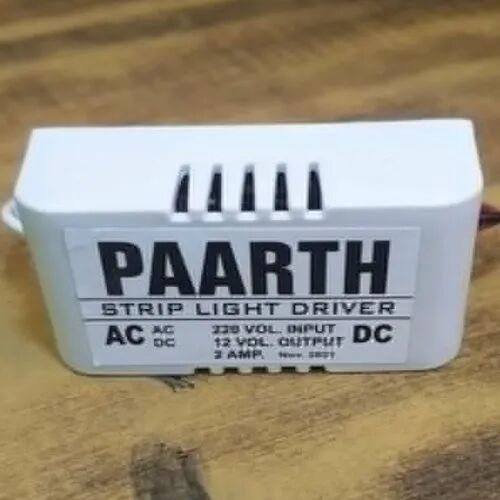 PAARTH
STRIP LIGHT DRIVER
AC AC 220 VOL. INPUT DC
DC 12 VOL. OUTPUT
2 AMP. Nov. 2021